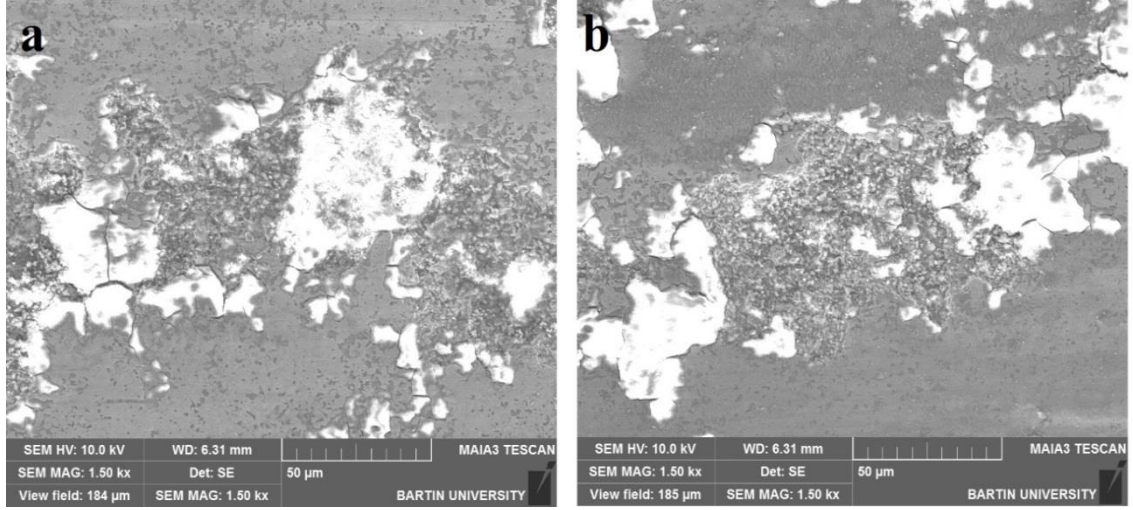 a
SEM HV: 10.0 kV WD: 6.31 mm MAIA3 TESCAN
SEM MAG: 1.50 kx Det: SE 50 µm
View field: 184 µm SEM MAG: 1.50 kx BARTIN UNIVERSITY
b
SEM HV: 10.0 kV WD: 6.31 mm MAIA3 TESCAN
SEM MAG: 1.50 kx Det: SE 50 µm
View field: 185 µm SEM MAG: 1.50 kx BARTIN UNIVERSITY